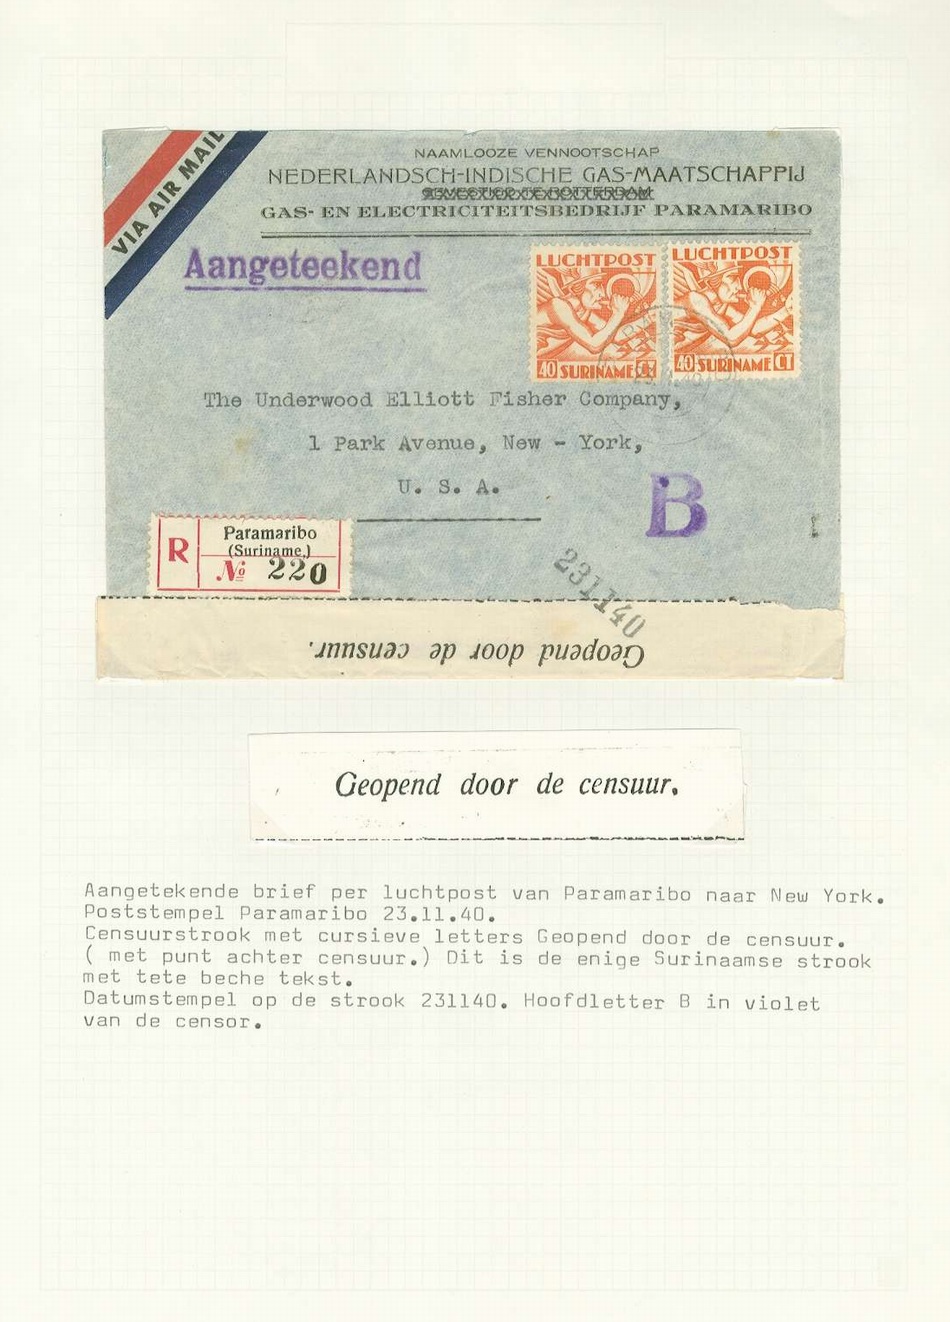 VIA AIR MAIL
NAAMLOOZE VENNOOTSCHAP
NEDERLANDSCH-INDISCHE GAS-MAATSCHAPPIJ
GEVESTIGD TE ROTTERDAM
GAS- EN ELECTRICITEITSBEDRIJF PARAMARIBO
Aangeteekend
LUCHTPOST
40 SURINAME CT
LUCHTPOST
40 SURINAME CT
The Underwood Elliott Fisher Company,
1 Park Avenue, New - York,
U. S. A.
B
R
Paramaribo
(Suriname,)
№ 220
231140
Geopend door de censuur.
Geopend door de censuur.
Aangetekende brief per luchtpost van Paramaribo naar New York.
Poststempel Paramaribo 23.11.40.
Censuurstrook met cursieve letters Geopend door de censuur.
( met punt achter censuur.) Dit is de enige Surinaamse strook
met tete beche tekst.
Datumstempel op de strook 231140. Hoofdletter B in violet
van de censor.